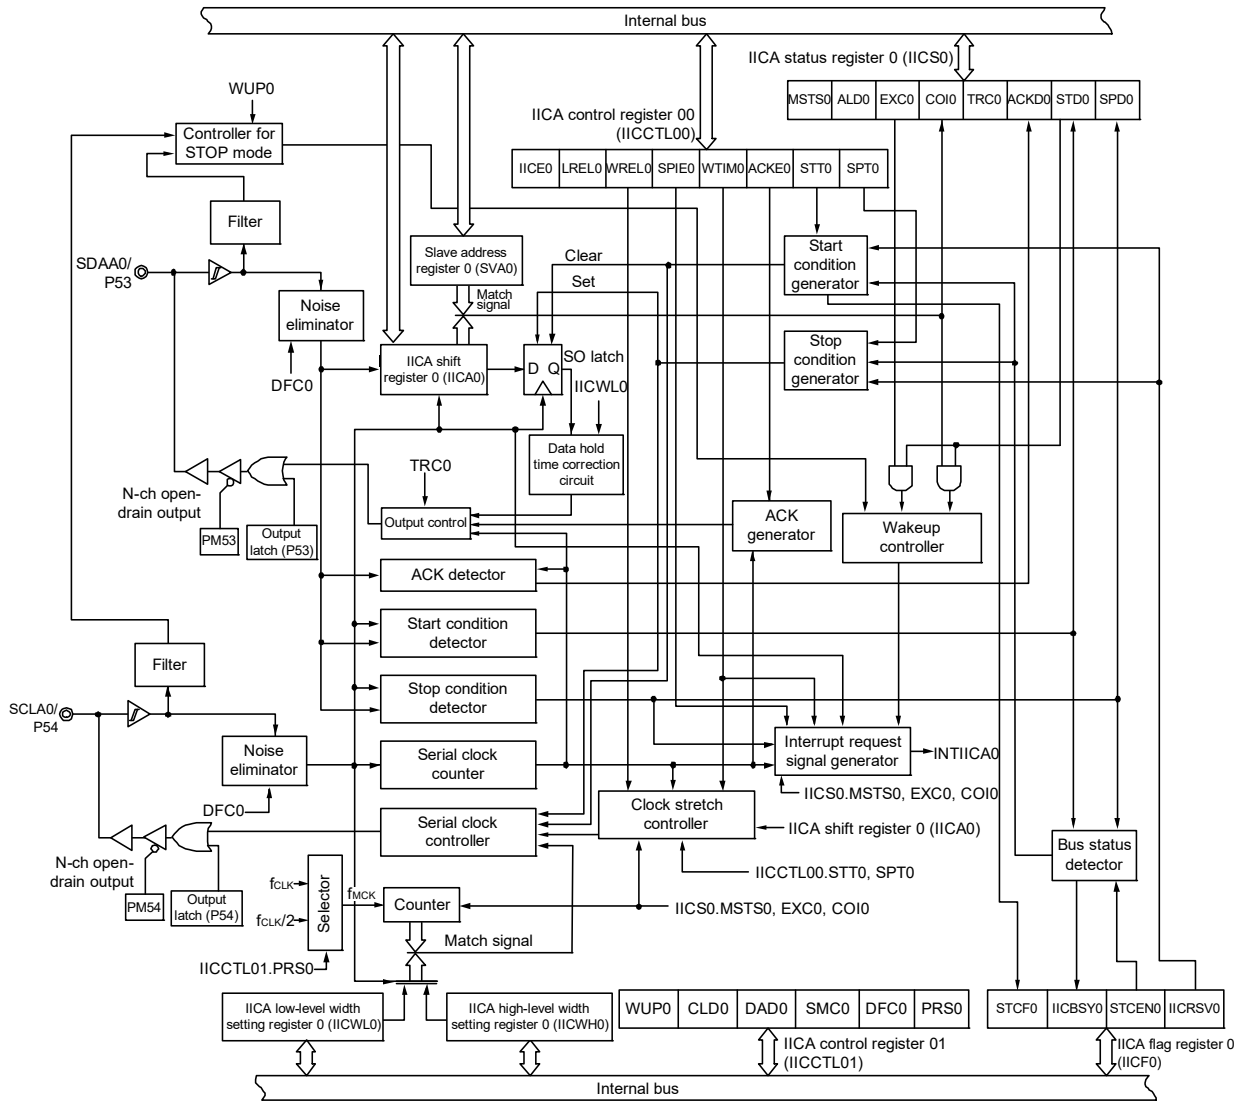 Internal bus
IICA status register 0 (IICS0)
MSTS0 ALD0 EXC0 COI0 TRC0 ACKD0 STD0 SPD0
WUP0
IICA control register 00
(IICCTL00)
Controller for
STOP mode
IICE0 LREL0 WREL0 SPIE0 WTIM0 ACKE0 STT0 SPT0
Filter
Slave address
register 0 (SVA0)
Clear
Start
condition
generator
SDAA0/
P53
Set
Match
signal
Noise
eliminator
Stop
condition
generator
IICA shift
register 0 (IICA0)
D Q
SO latch
DFC0
IICWL0
Data hold
time correction
circuit
TRC0
N-ch open-
drain output
PM53
Output
latch (P53)
Output control
ACK
generator
Wakeup
controller
ACK detector
Start condition
detector
Filter
Stop condition
detector
SCLA0/
P54
Noise
eliminator
Serial clock
counter
Interrupt request
signal generator
INTIICA0
IICS0.MSTS0, EXC0, COI0
DFC0
Clock stretch
controller
Serial clock
controller
IICA shift register 0 (IICA0)
Bus status
detector
N-ch open-
drain output
IICCTL00.STT0, SPT0
PM54
Output
latch (P54)
fCLK
fCLK/2
Selector
fMCK
Counter
IICS0.MSTS0, EXC0, COI0
Match signal
IICCTL01.PRS0
IICA low-level width
setting register 0 (IICWL0)
IICA high-level width
setting register 0 (IICWH0)
WUP0 CLD0 DAD0 SMC0 DFC0 PRS0
STCF0 IICBSY0 STCEN0 IICRSV0
IICA control register 01
(IICCTL01)
IICA flag register 0
(IICF0)
Internal bus